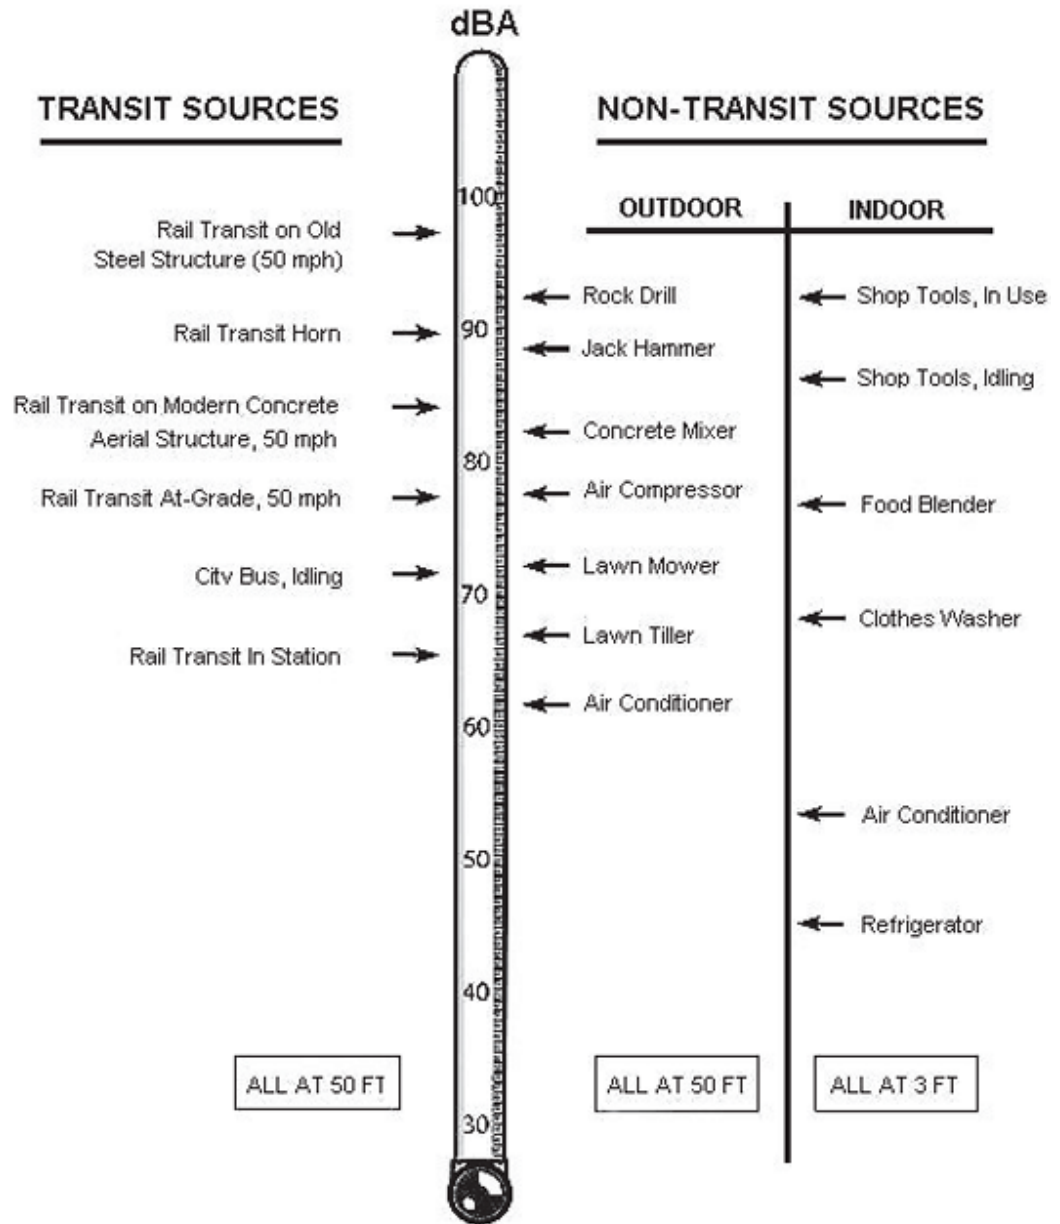 dBA
TRANSIT SOURCES
NON-TRANSIT SOURCES
OUTDOOR
INDOOR
100
90
80
70
60
50
40
30
Rail Transit on Old
Steel Structure (50 mph)
Rail Transit Horn
Rail Transit on Modern Concrete
Aerial Structure, 50 mph
Rail Transit At-Grade, 50 mph
City Bus, Idling
Rail Transit In Station
ALL AT 50 FT
Rock Drill
Jack Hammer
Concrete Mixer
Air Compressor
Lawn Mower
Lawn Tiller
Air Conditioner
ALL AT 50 FT
Shop Tools, In Use
Shop Tools, Idling
Food Blender
Clothes Washer
Air Conditioner
Refrigerator
ALL AT 3 FT